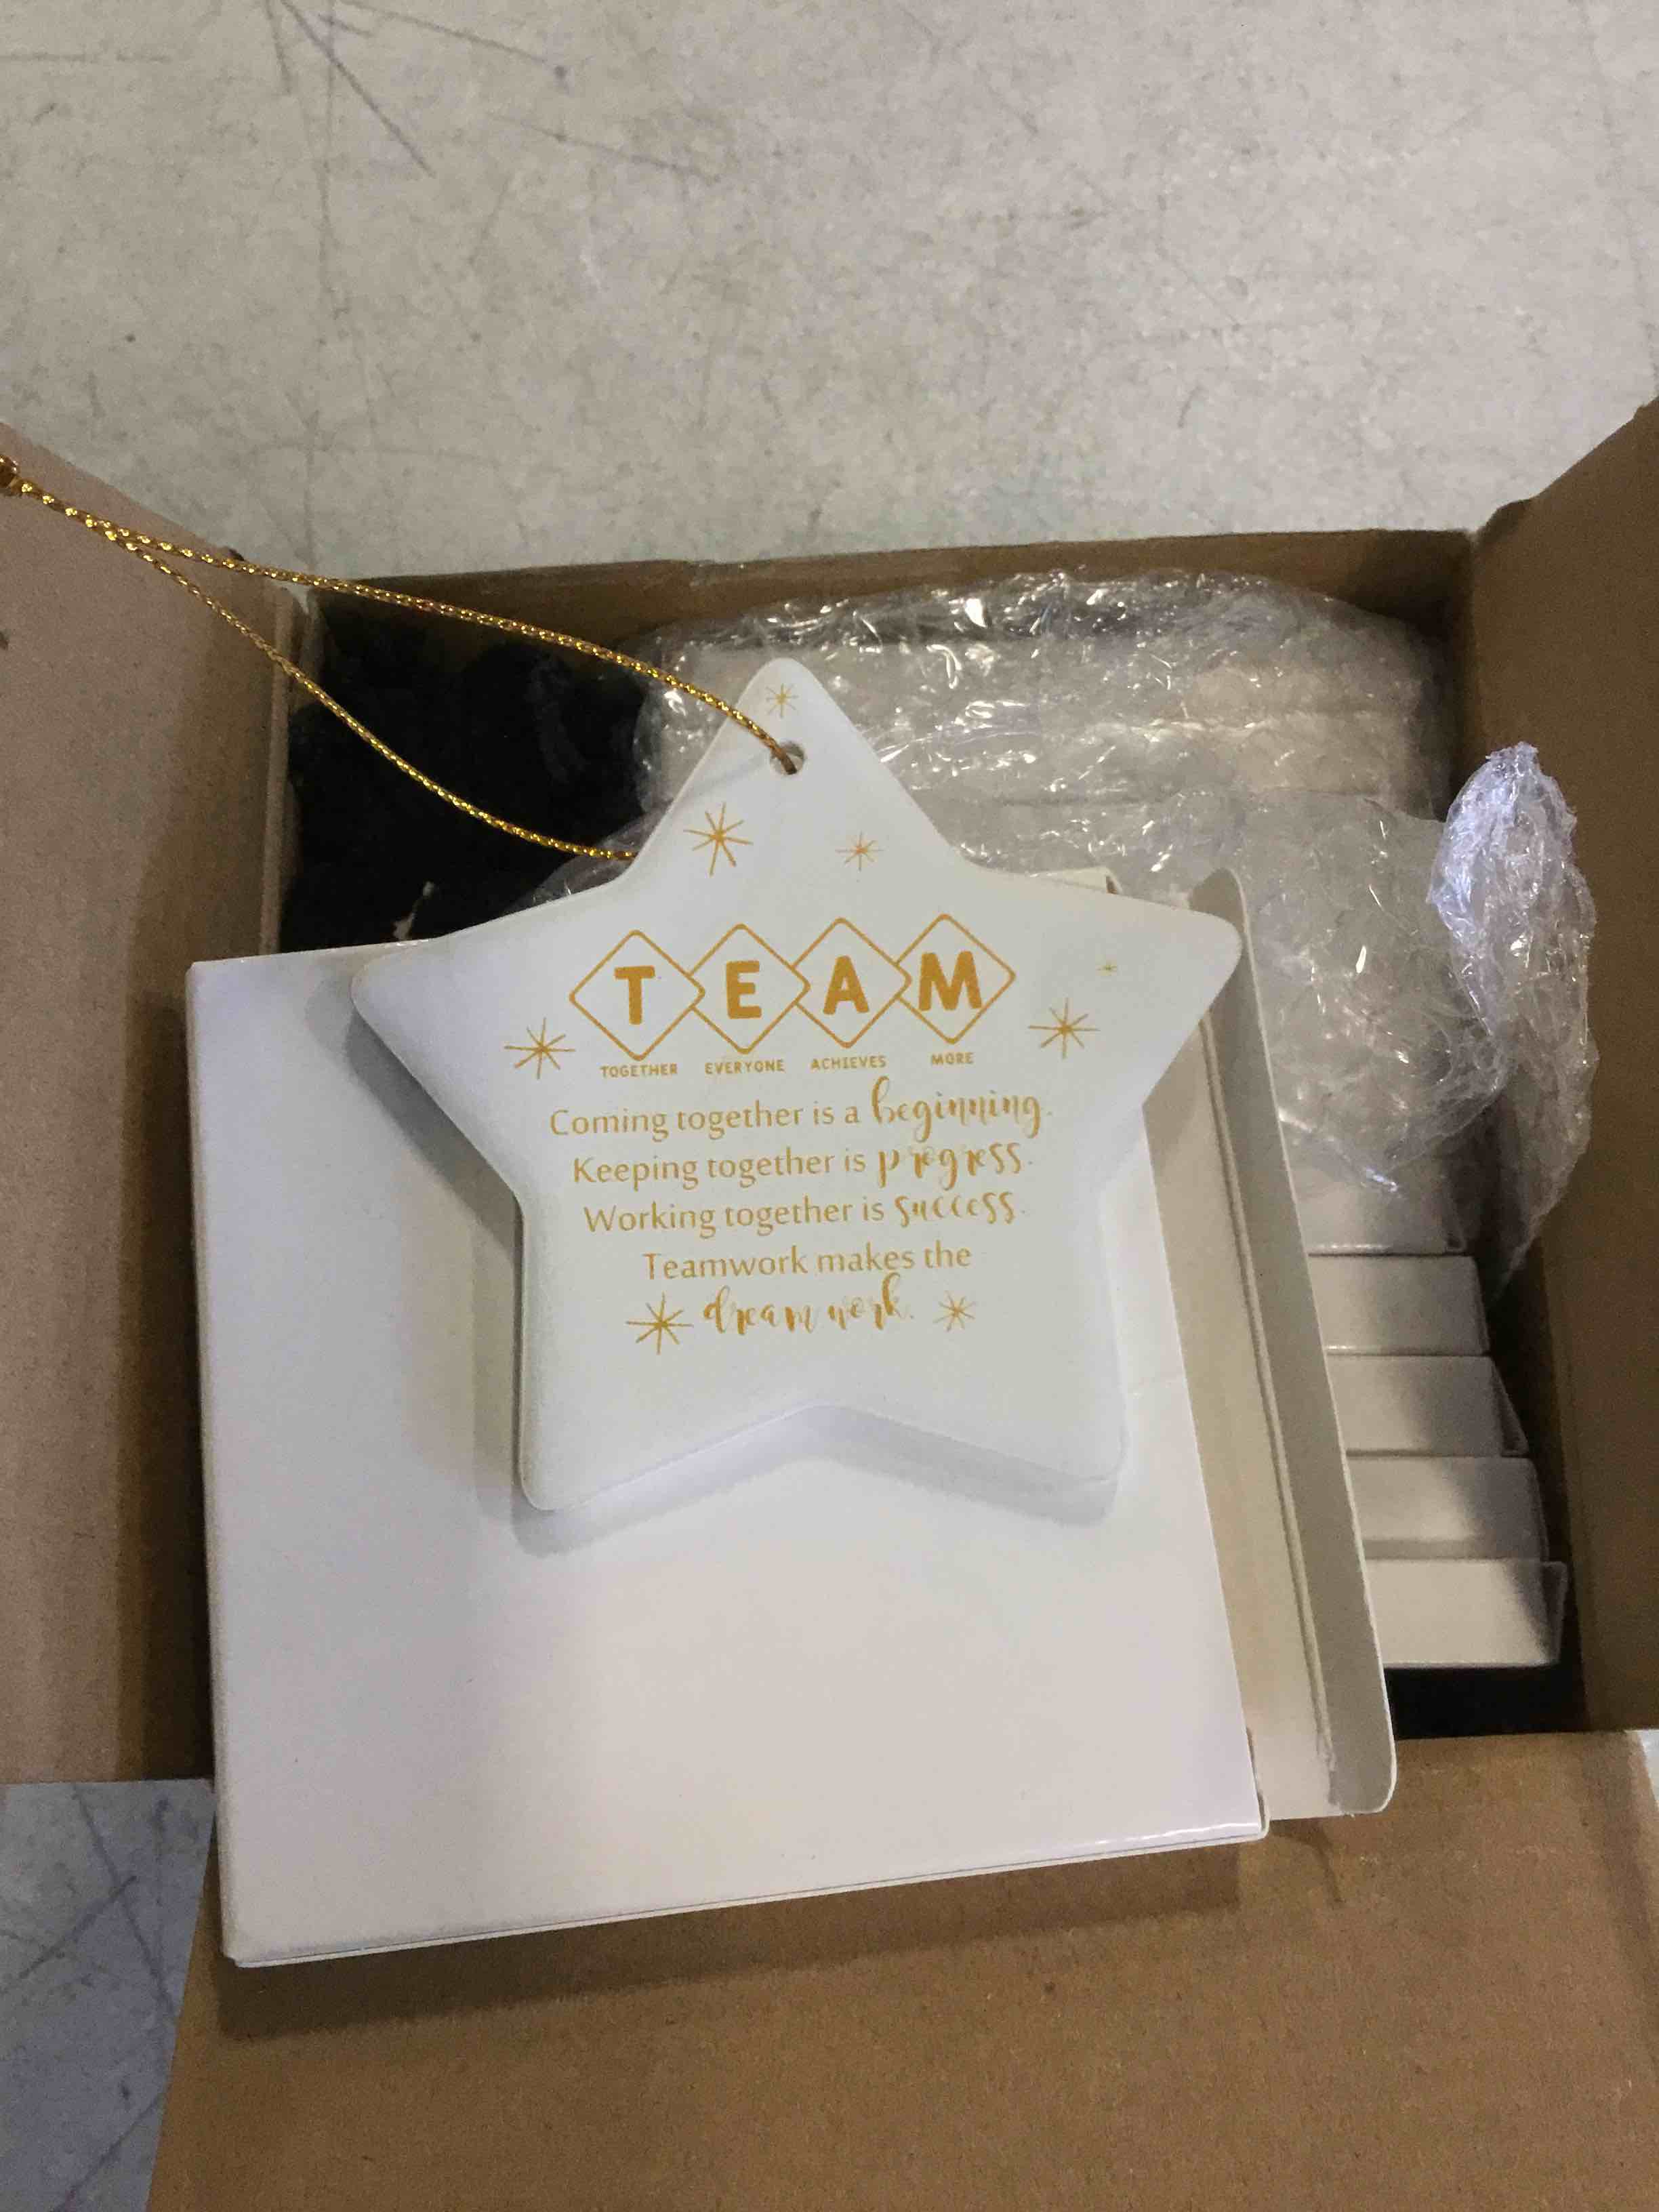 TEAM
TOGETHER EVERYONE ACHIEVES MORE
Coming together is a beginning.
Keeping together is progress.
Working together is success.
Teamwork makes the
dream work.